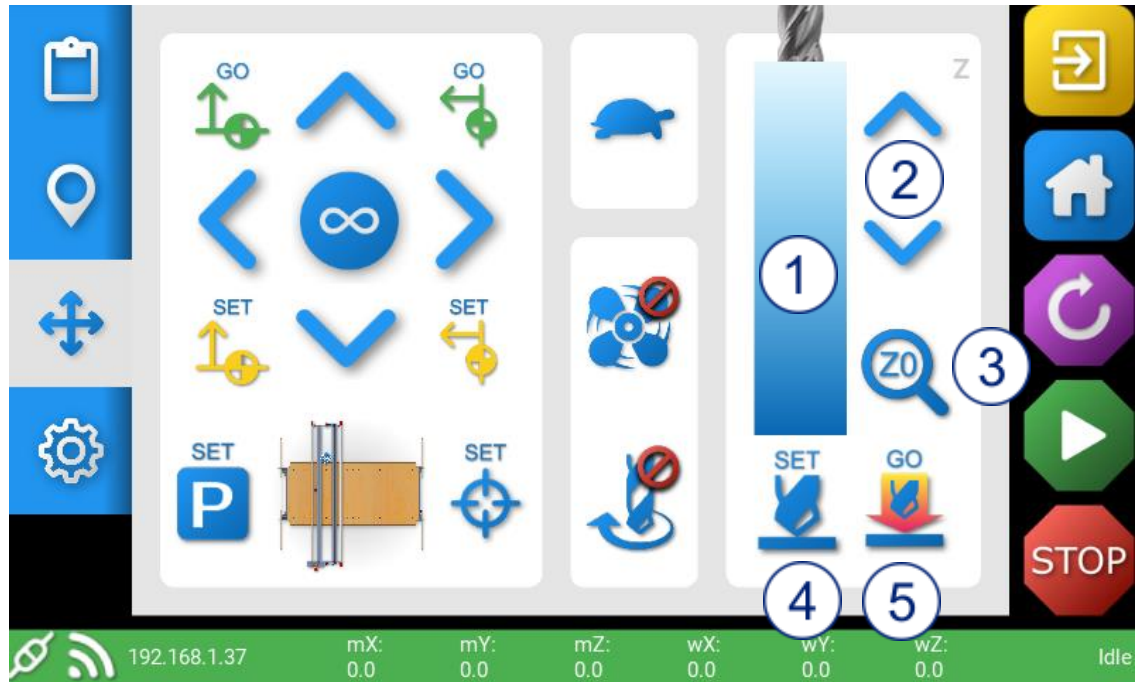 GO
GO
Z
2
∞
1
SET
SET
Z0
3
SET
P
SET
SET
GO
STOP
4
5
192.168.1.37
mX:
0.0
mY:
0.0
mZ:
0.0
wX:
0.0
wY:
0.0
wZ:
0.0
Idle